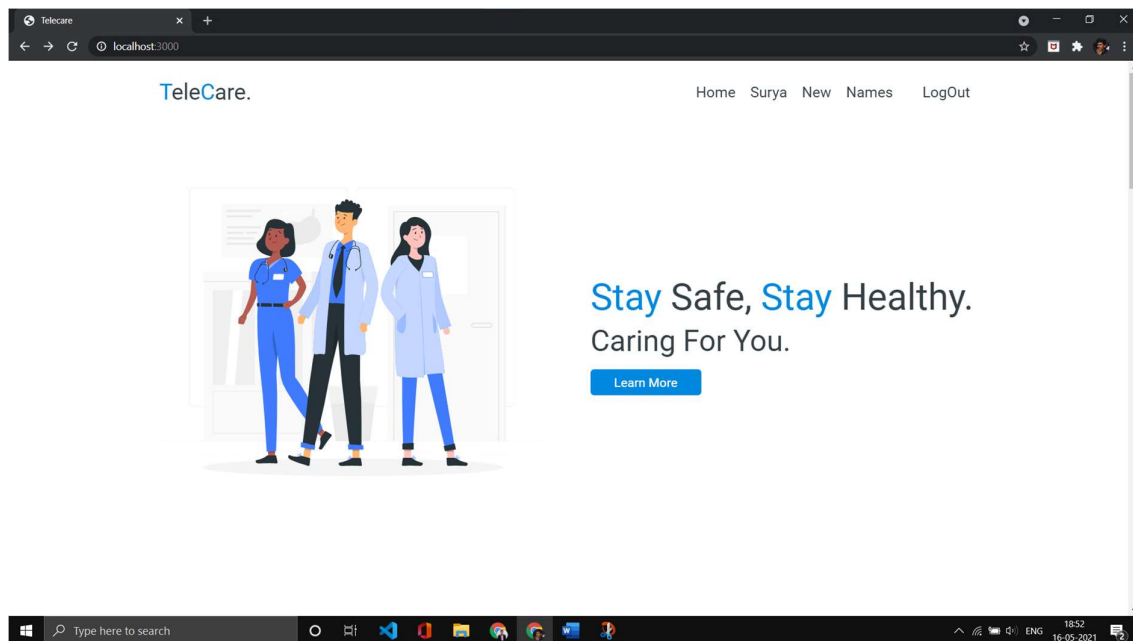 Telecare
localhost:3000
TeleCare.
Home Surya New Names LogOut
Stay Safe, Stay Healthy.
Caring For You.
Learn More
Type here to search
ENG
18:52
16-05-2021
2